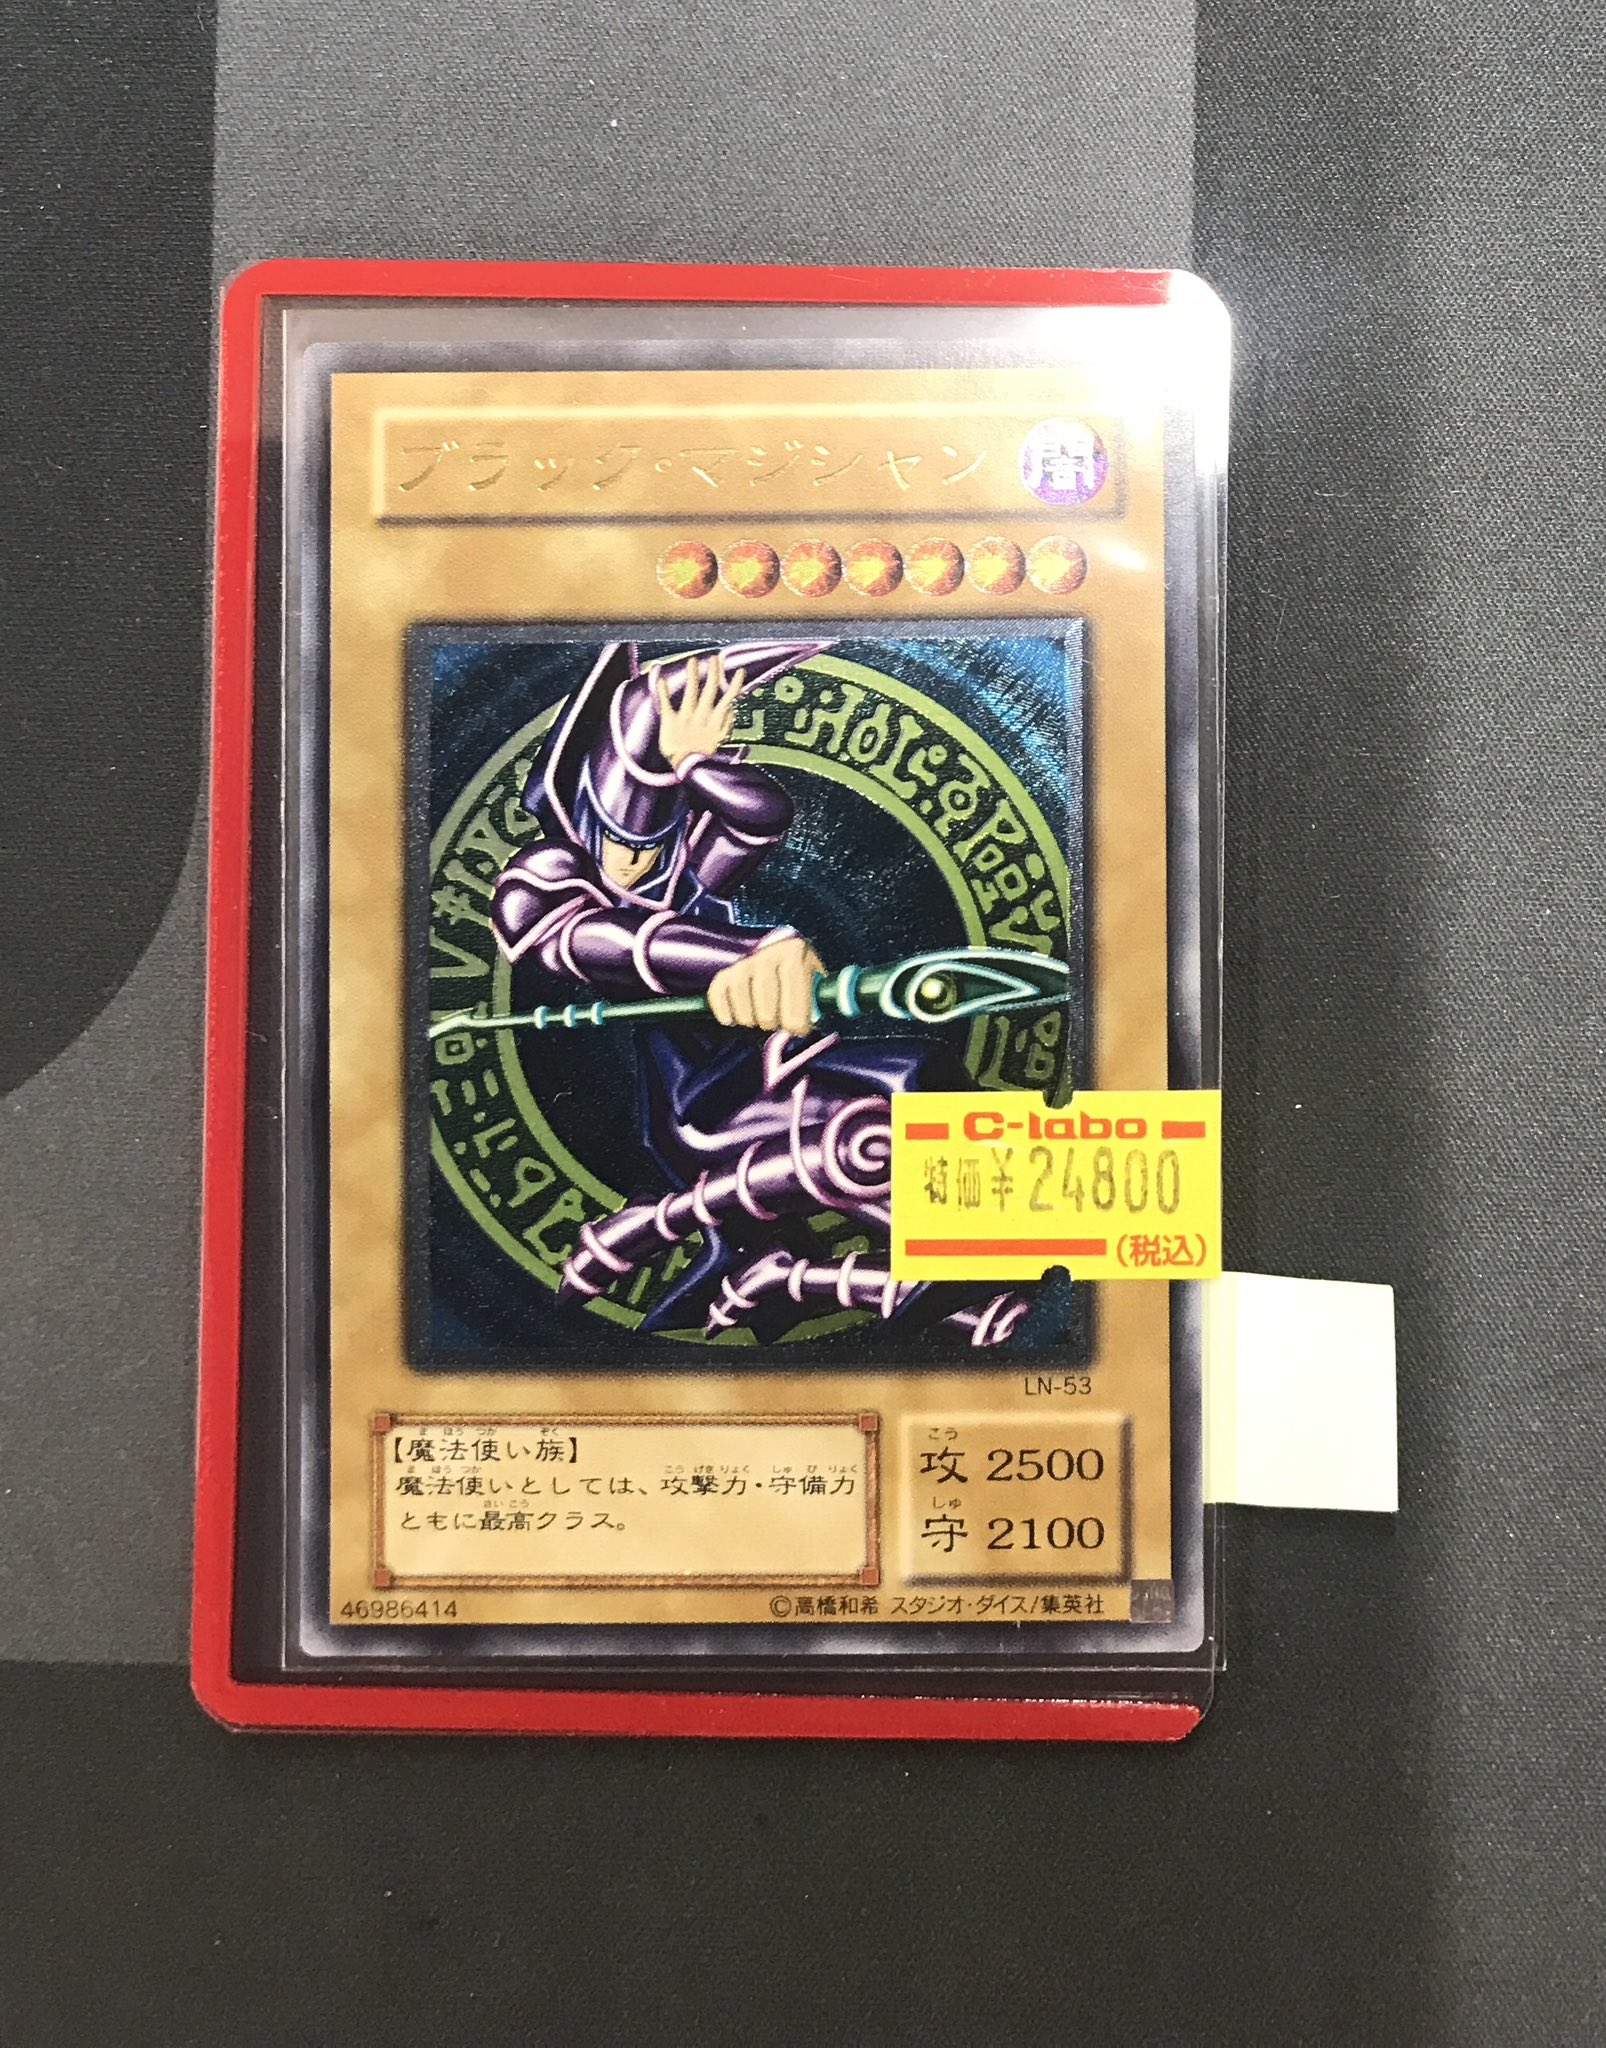 ブラック・マジシャン 闇
C-labo
特価¥24800
(税込)
LN-53
【魔法使い族】
魔法使いとしては、攻撃力・守備力
ともに最高クラス。
攻 2500
守 2100
46986414
©高橋和希 スタジオ・ダイス/集英社